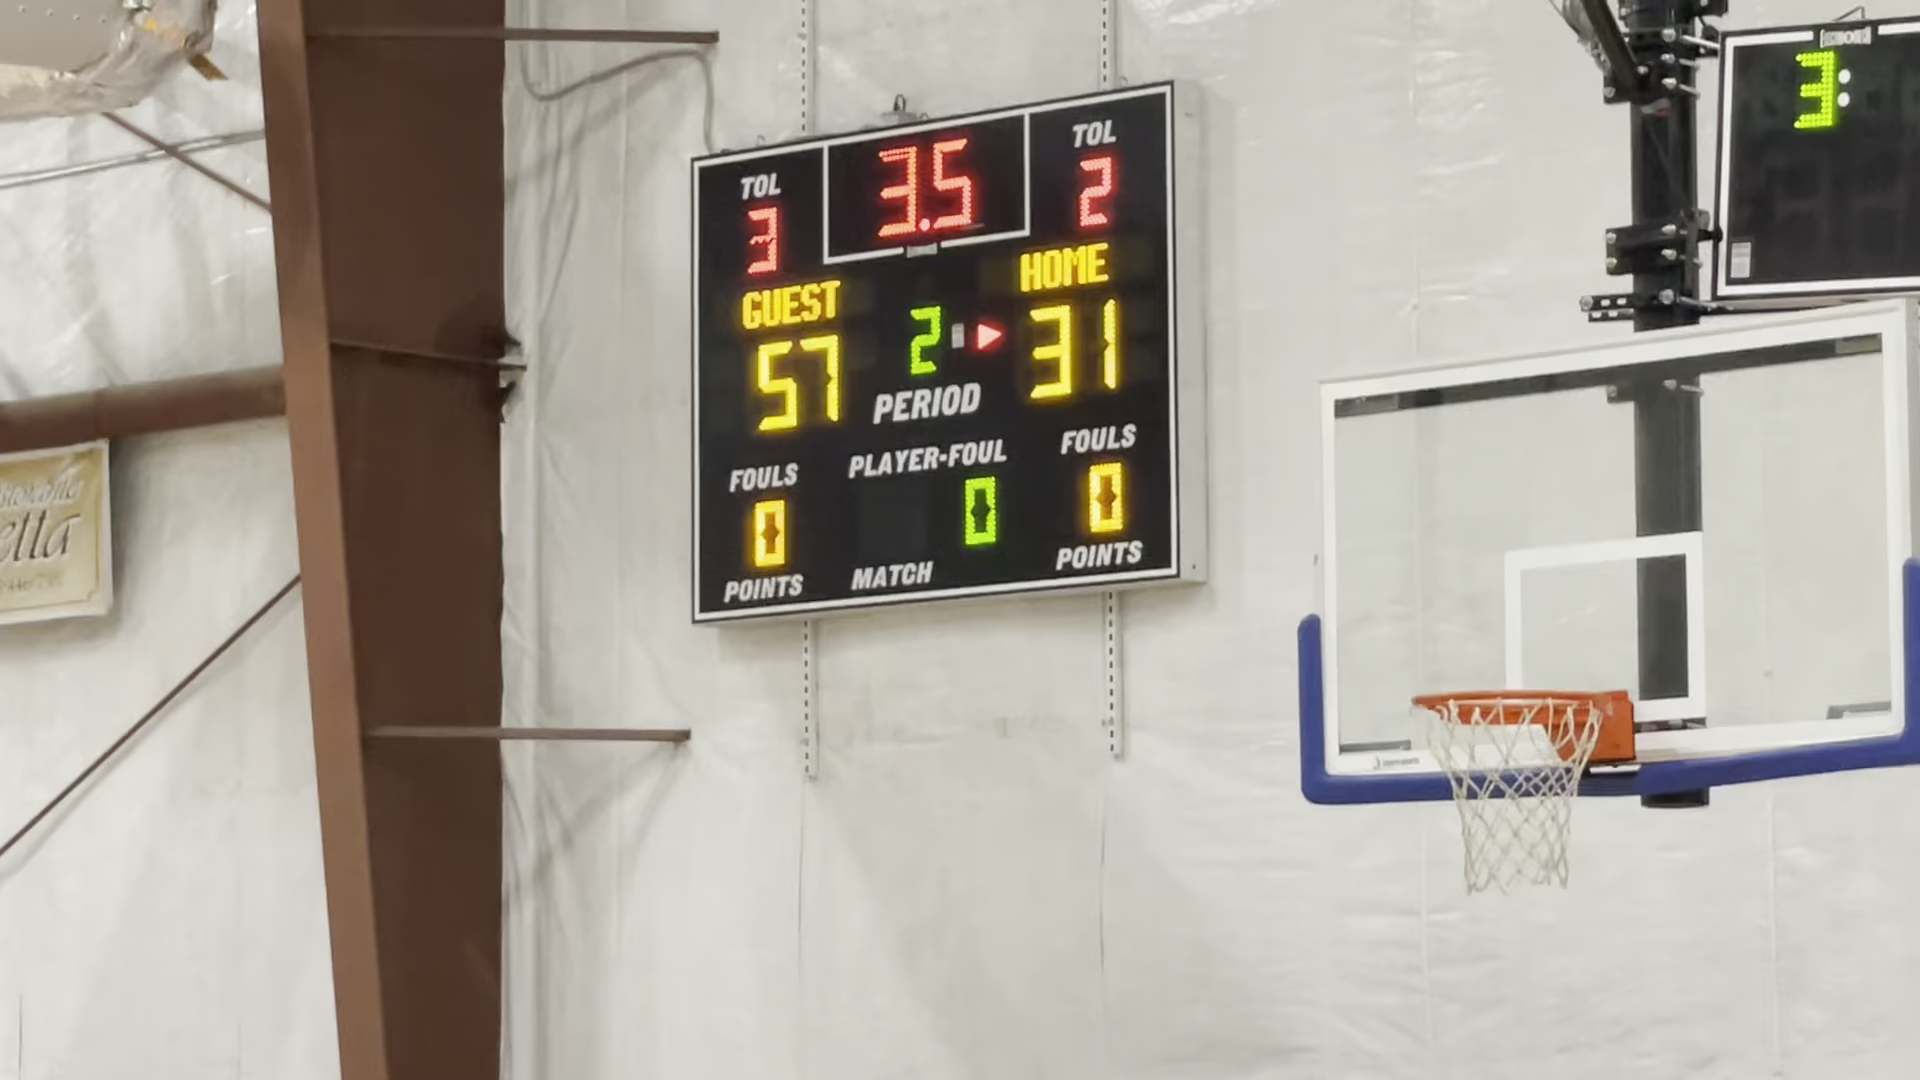 TOL
3.5
TOL
3
2
GUEST
HOME
57
2
31
PERIOD
FOULS
PLAYER-FOUL
FOULS
0
0
0
POINTS
MATCH
POINTS
3:
ella